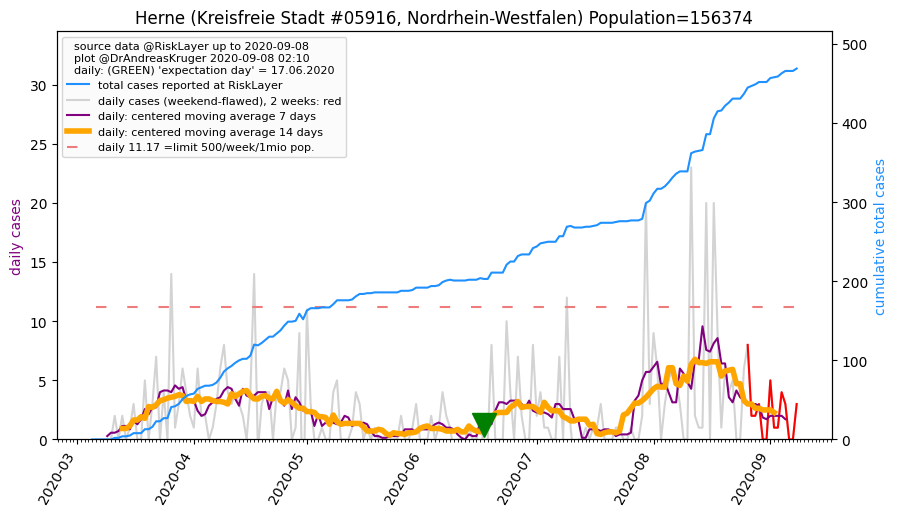 Herne (Kreisfreie Stadt #05916, Nordrhein-Westfalen) Population=156374
source data @RiskLayer up to 2020-09-08
plot @DrAndreasKruger 2020-09-08 02:10
daily: (GREEN) 'expectation day' = 17.06.2020
total cases reported at RiskLayer
daily cases (weekend-flawed), 2 weeks: red
daily: centered moving average 7 days
daily: centered moving average 14 days
daily 11.17 =limit 500/week/1mio pop.
daily cases
30
25
20
15
10
5
0
cumulative total cases
500
400
300
200
100
0
2020-03
2020-04
2020-05
2020-06
2020-07
2020-08
2020-09